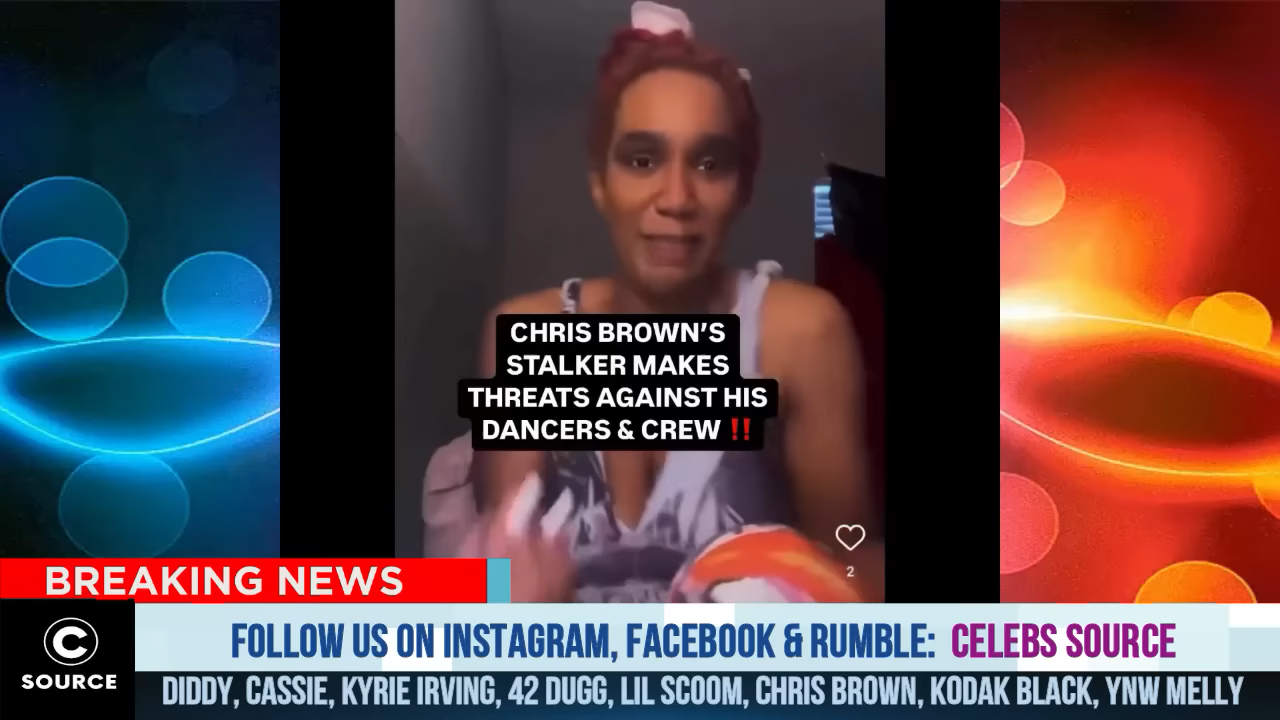 CHRIS BROWN’S
STALKER MAKES
THREATS AGAINST HIS
DANCERS & CREW ‼️
2
BREAKING NEWS
C
SOURCE
FOLLOW US ON INSTAGRAM, FACEBOOK & RUMBLE: CELEBS SOURCE
DIDDY, CASSIE, KYRIE IRVING, 42 DUGG, LIL SCOOM, CHRIS BROWN, KODAK BLACK, YNW MELLY